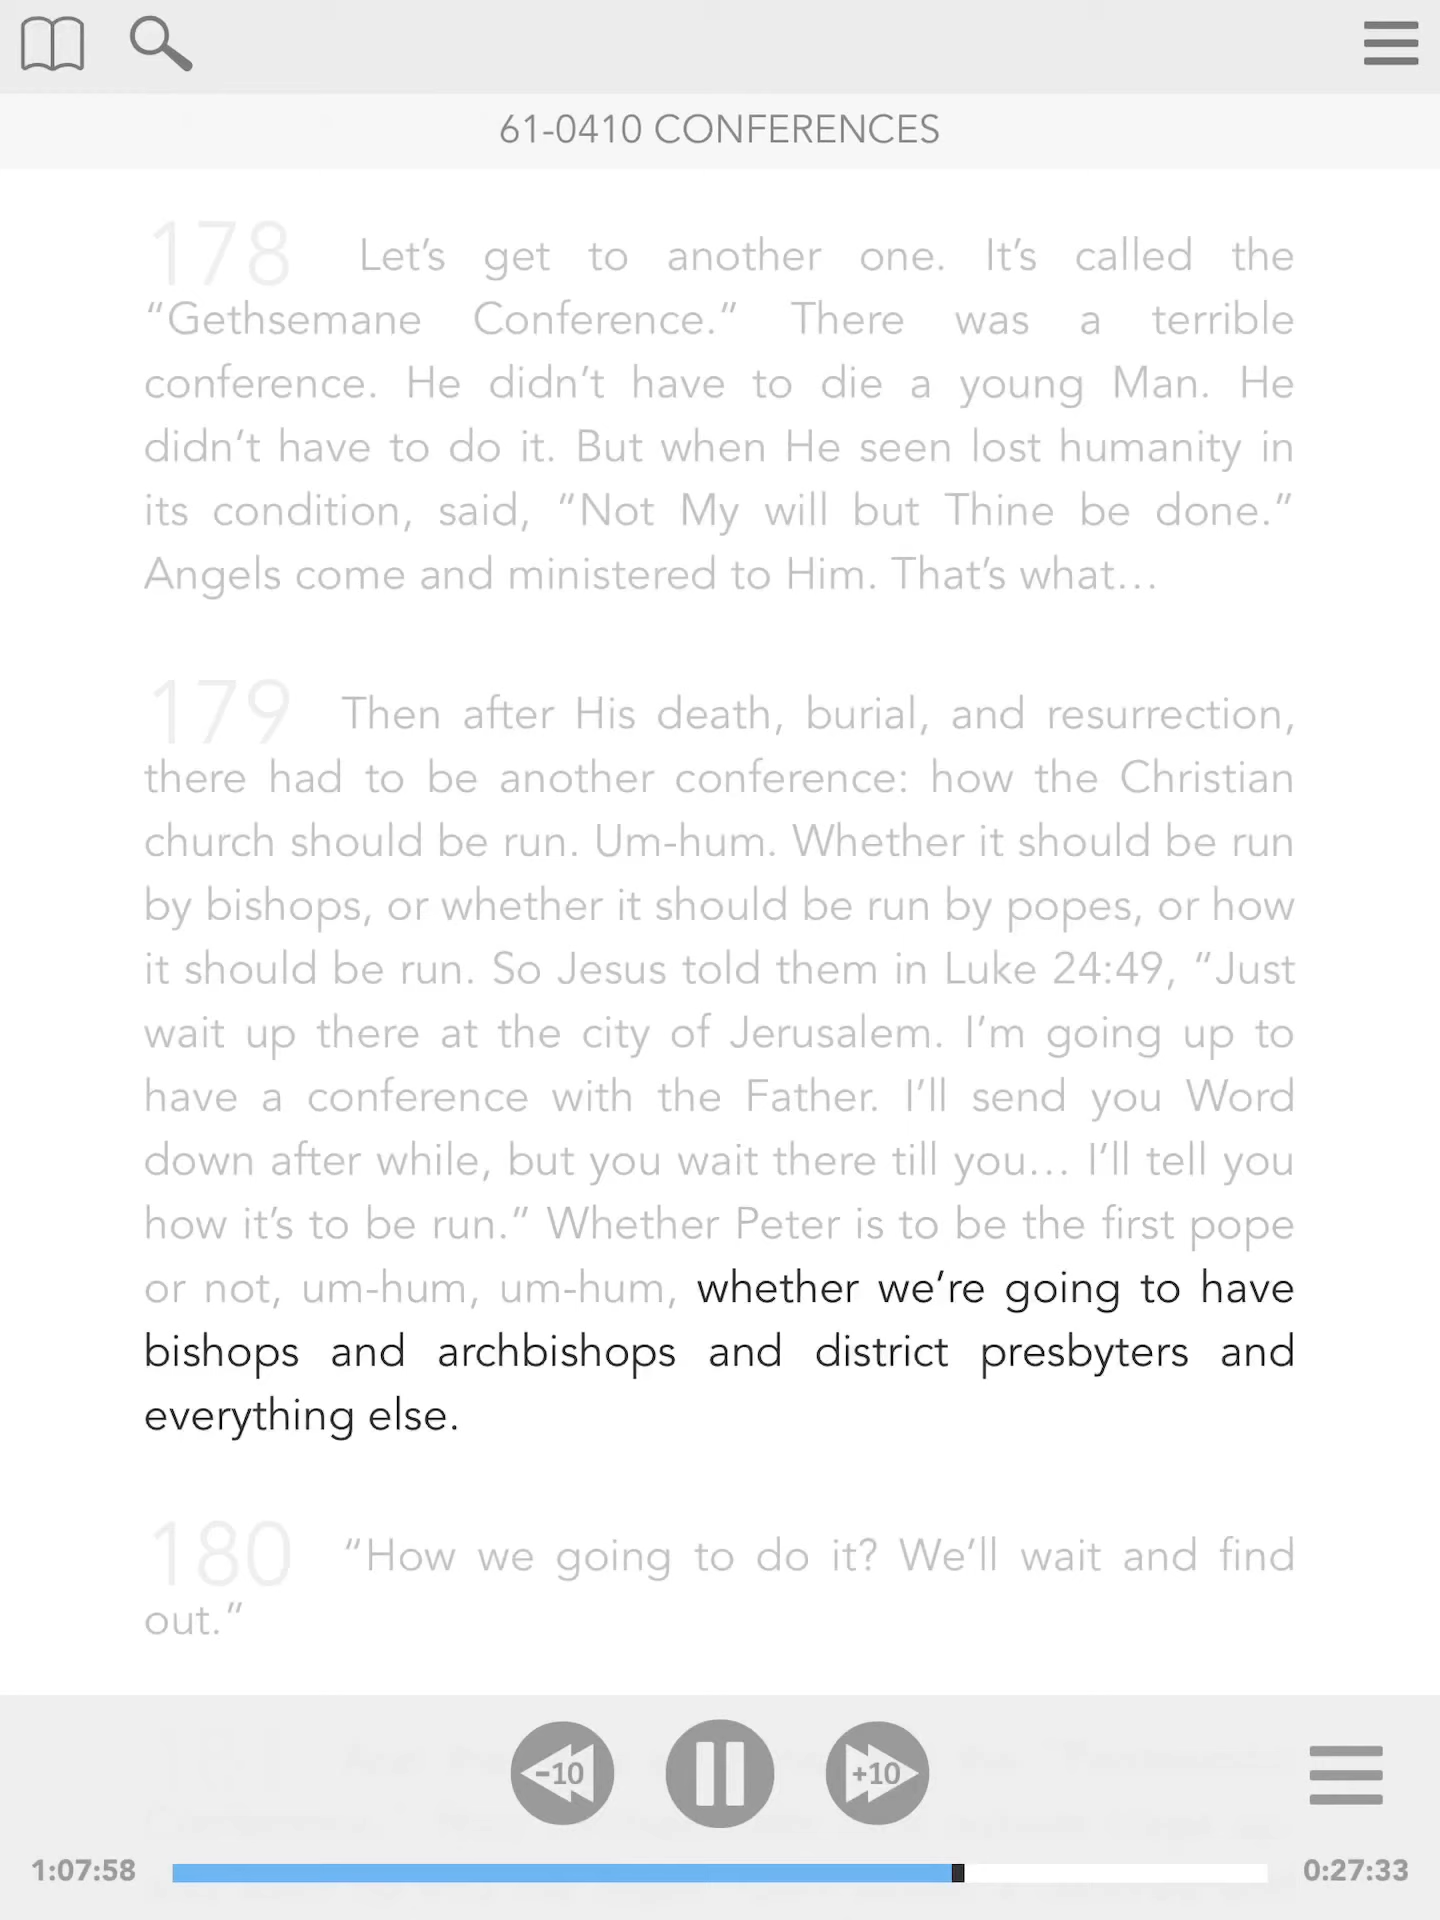 61-0410 CONFERENCES
178 Let’s get to another one. It’s called the
“Gethsemane Conference.” There was a terrible
conference. He didn’t have to die a young Man. He
didn’t have to do it. But when He seen lost humanity in
its condition, said, “Not My will but Thine be done.”
Angels come and ministered to Him. That’s what…
179 Then after His death, burial, and resurrection,
there had to be another conference: how the Christian
church should be run. Um-hum. Whether it should be run
by bishops, or whether it should be run by popes, or how
it should be run. So Jesus told them in Luke 24:49, “Just
wait up there at the city of Jerusalem. I’m going up to
have a conference with the Father. I’ll send you Word
down after while, but you wait there till you… I’ll tell you
how it’s to be run.” Whether Peter is to be the first pope
or not, um-hum, um-hum, whether we’re going to have
bishops and archbishops and district presbyters and
everything else.
180 “How we going to do it? We’ll wait and find
out.”
-10 +10
1:07:58 0:27:33